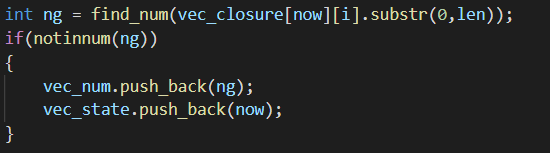 int ng = find_num(vec_closure[now][i].substr(0,len));
if(notinnum(ng))
{
    vec_num.push_back(ng);
    vec_state.push_back(now);
}